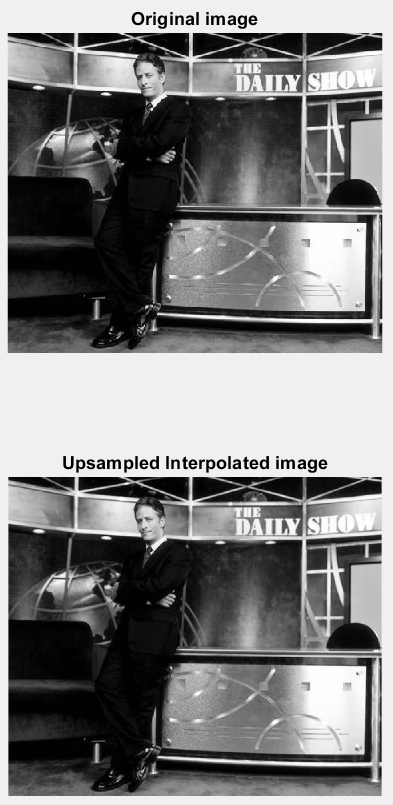 Original image
THE
DAILY SHOW
Upsampled Interpolated image
THE
DAILY SHOW